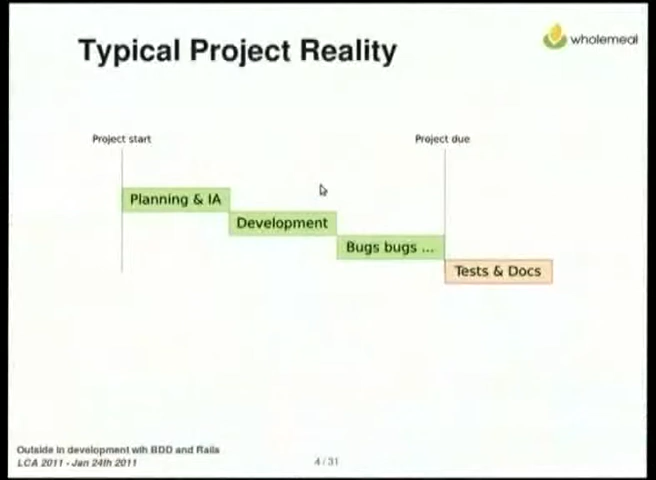 Typical Project Reality
wholemeal
Project start
Project due
Planning & IA
Development
Bugs bugs ...
Tests & Docs
Outside in development wih BDD and Rails
LCA 2011 - Jan 24th 2011
4 / 31